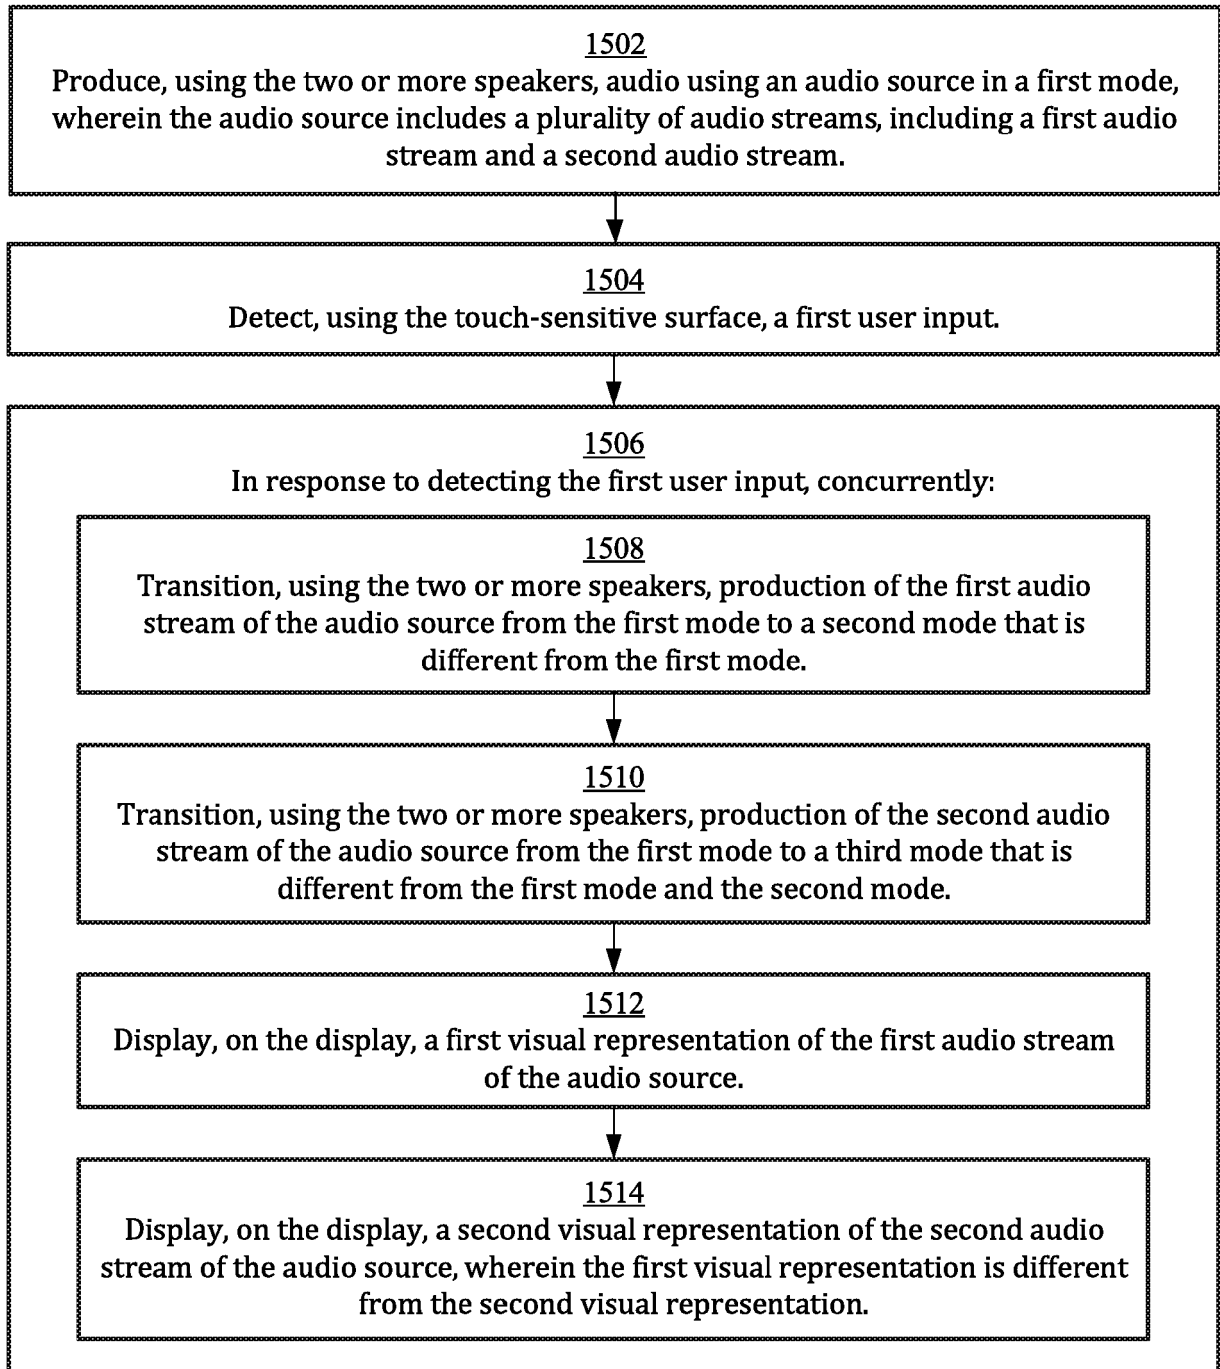 1502
Produce, using the two or more speakers, audio using an audio source in a first mode,
wherein the audio source includes a plurality of audio streams, including a first audio
stream and a second audio stream.
1504
Detect, using the touch-sensitive surface, a first user input.
1506
In response to detecting the first user input, concurrently:
1508
Transition, using the two or more speakers, production of the first audio
stream of the audio source from the first mode to a second mode that is
different from the first mode.
1510
Transition, using the two or more speakers, production of the second audio
stream of the audio source from the first mode to a third mode that is
different from the first mode and the second mode.
1512
Display, on the display, a first visual representation of the first audio stream
of the audio source.
1514
Display, on the display, a second visual representation of the second audio
stream of the audio source, wherein the first visual representation is different
from the second visual representation.